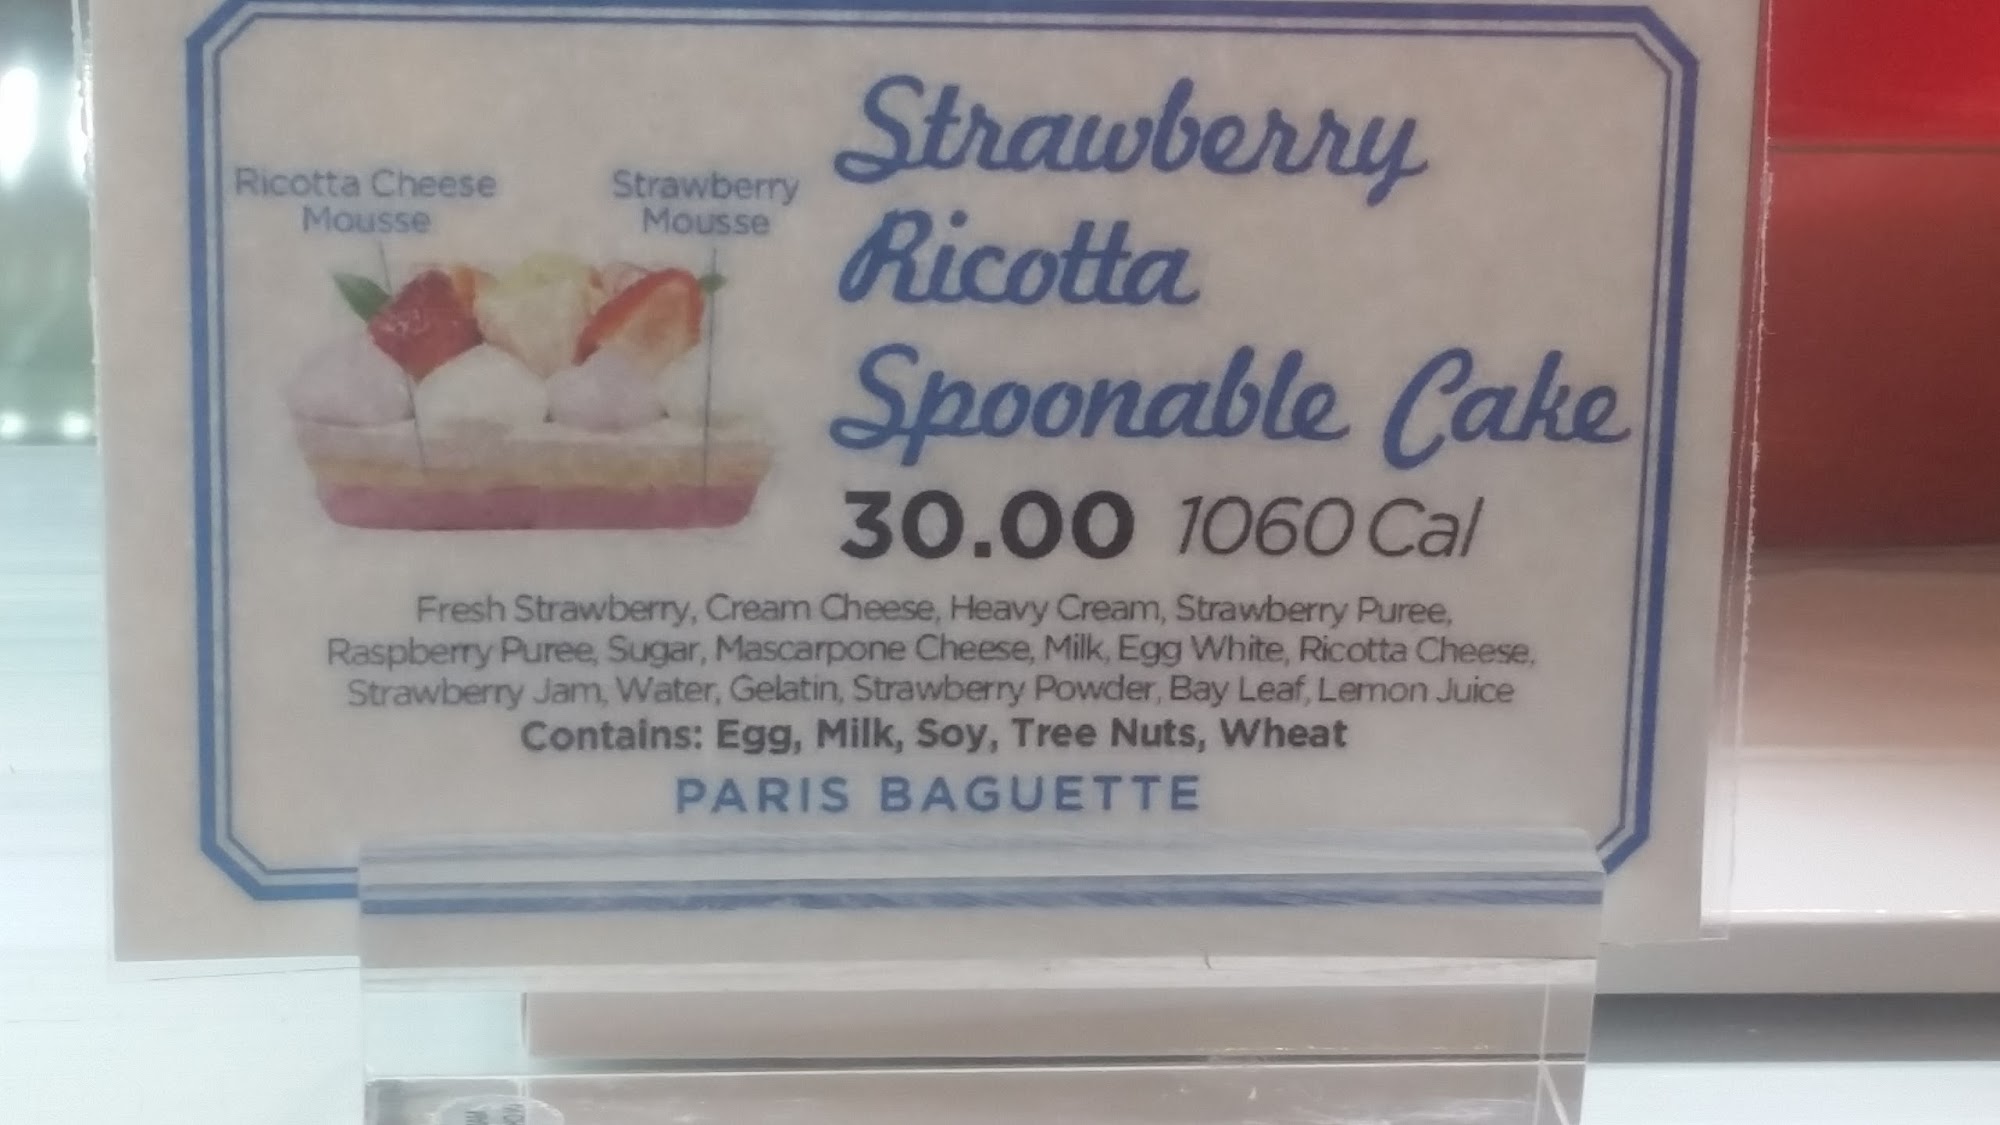 Ricotta Cheese
Mousse
Strawberry
Mousse
Strawberry
Ricotta
Spoonable Cake
30.00 1060 Cal
Fresh Strawberry, Cream Cheese, Heavy Cream, Strawberry Puree,
Raspberry Puree, Sugar, Mascarpone Cheese, Milk, Egg White, Ricotta Cheese,
Strawberry Jam, Water, Gelatin, Strawberry Powder, Bay Leaf, Lemon Juice
Contains: Egg, Milk, Soy, Tree Nuts, Wheat
PARIS BAGUETTE